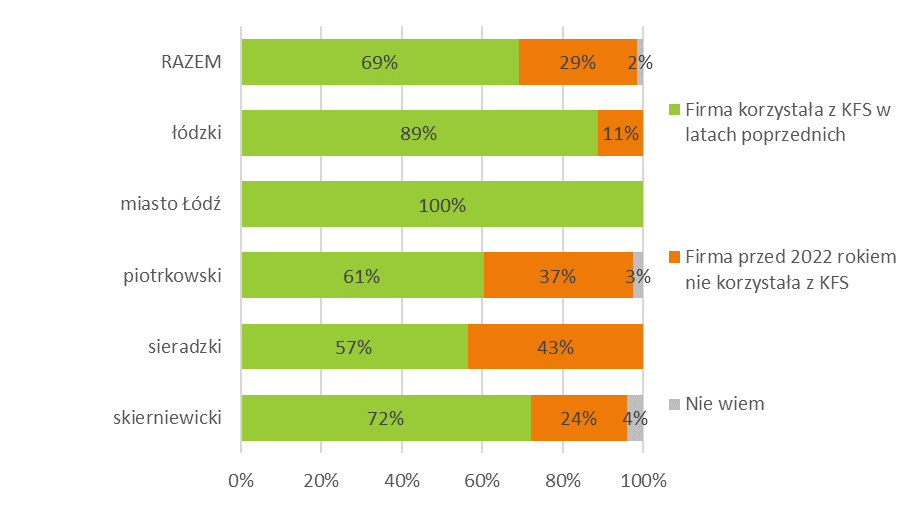 RAZEM
69%
29%
2%
łódzki
89%
11%
miasto Łódź
100%
piotrkowski
61%
37%
3%
sieradzki
57%
43%
skierniewicki
72%
24%
4%
0%
20%
40%
60%
80%
100%
Firma korzystała z KFS w
latach poprzednich
Firma przed 2022 rokiem
nie korzystała z KFS
Nie wiem